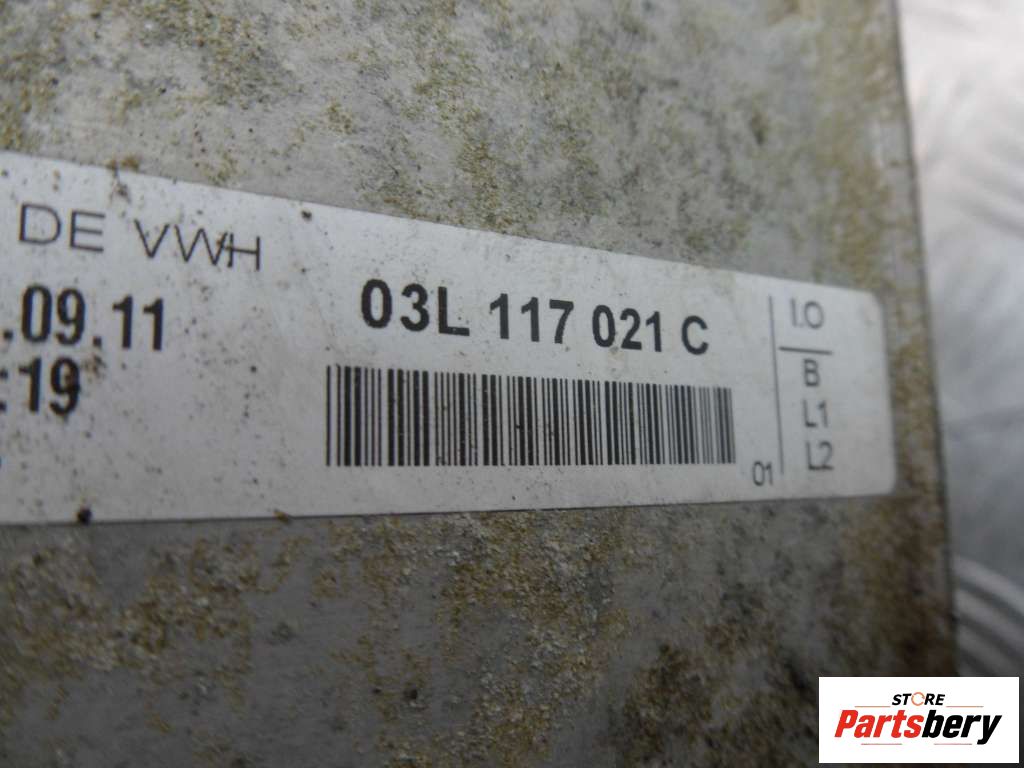 DE VWH
.09.11
:19
03L 117 021 C
01
I.O
B
L1
L2
STORE
Partsbery